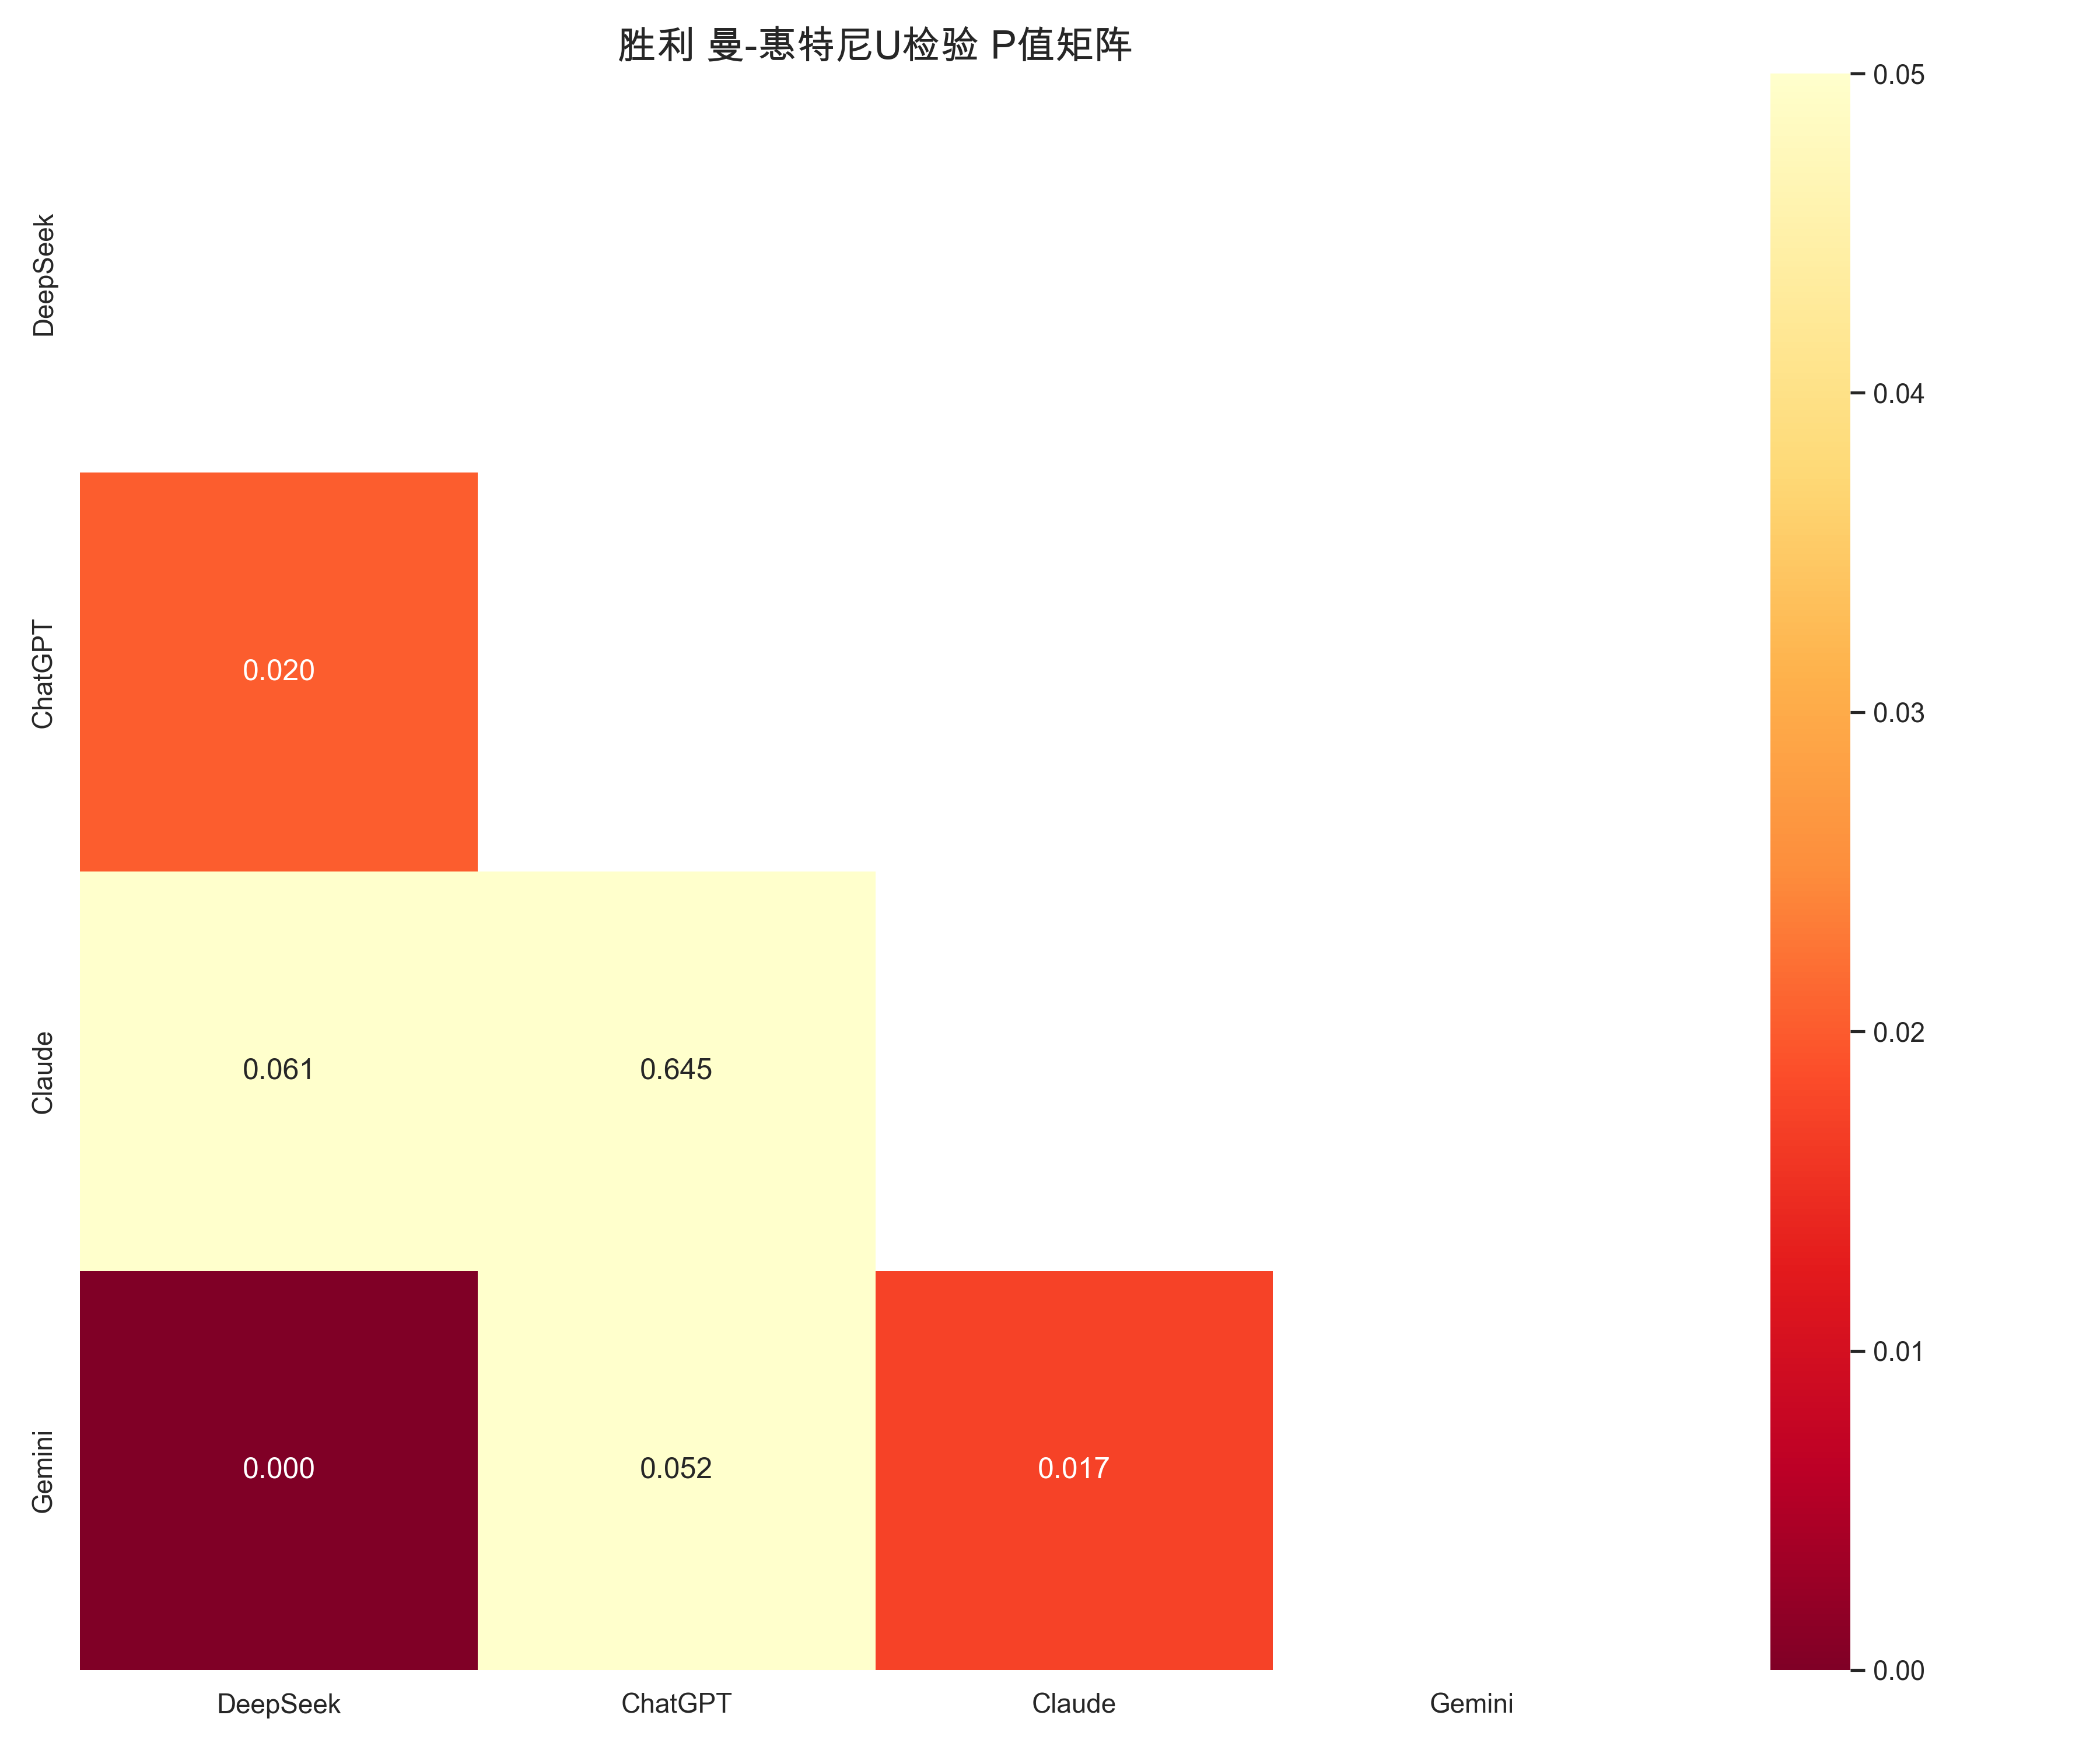 胜利 曼-惠特尼U检验 P值矩阵
0.05
DeepSeek
0.04
ChatGPT
0.020
0.03
Claude
0.061 0.645
0.02
0.01
Gemini
0.000 0.052 0.017
0.00
DeepSeek ChatGPT Claude Gemini